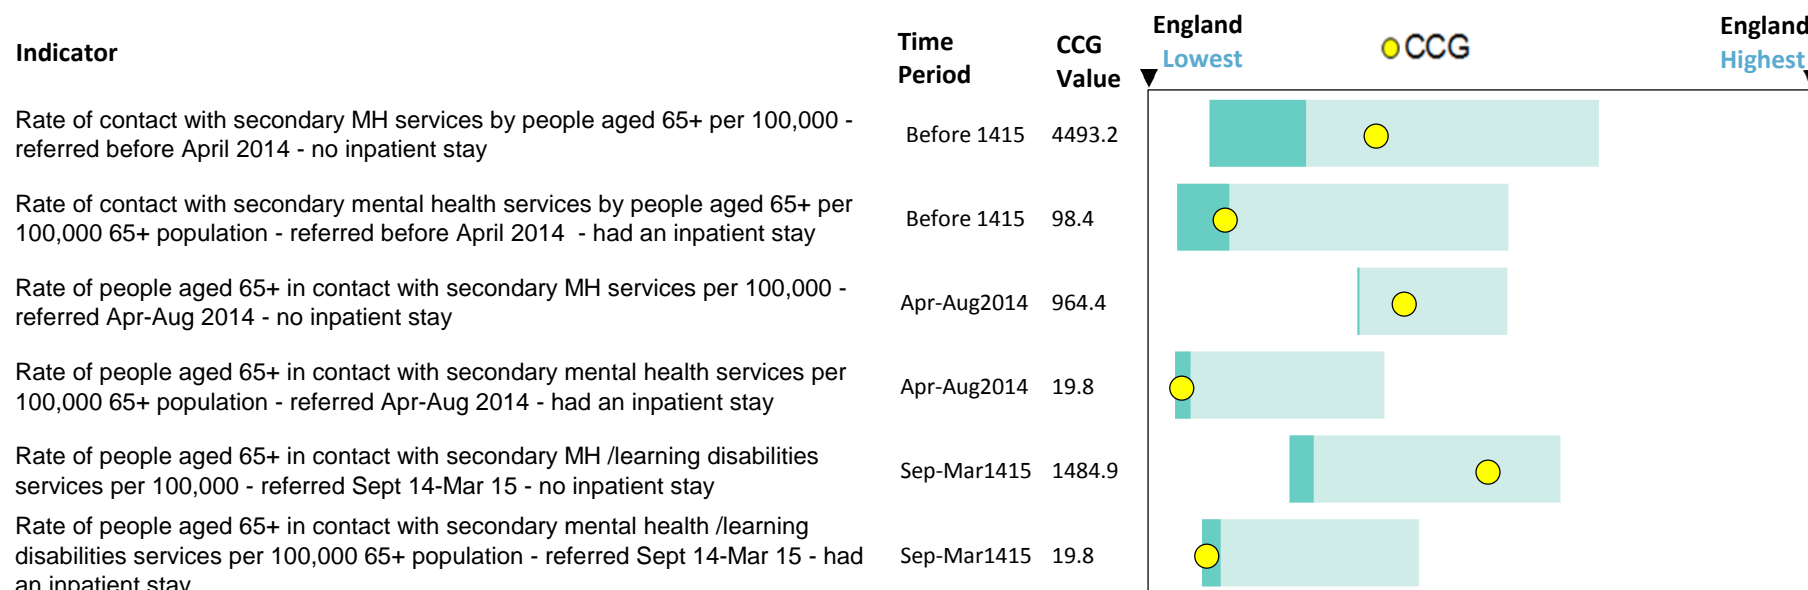 Indicator
Time Period
CCG Value
England Lowest
CCG
England Highest
Rate of contact with secondary MH services by people aged 65+ per 100,000 -
referred before April 2014 - no inpatient stay
Before 1415 4493.2
Rate of contact with secondary mental health services by people aged 65+ per
100,000 65+ population - referred before April 2014  - had an inpatient stay
Before 1415 98.4
Rate of people aged 65+ in contact with secondary MH services per 100,000 -
referred Apr-Aug 2014 - no inpatient stay
Apr-Aug2014 964.4
Rate of people aged 65+ in contact with secondary mental health services per
100,000 65+ population - referred Apr-Aug 2014 - had an inpatient stay
Apr-Aug2014 19.8
Rate of people aged 65+ in contact with secondary MH /learning disabilities
services per 100,000 - referred Sept 14-Mar 15 - no inpatient stay
Sep-Mar1415 1484.9
Rate of people aged 65+ in contact with secondary mental health /learning
disabilities services per 100,000 65+ population - referred Sept 14-Mar 15 - had
an inpatient stay
Sep-Mar1415 19.8